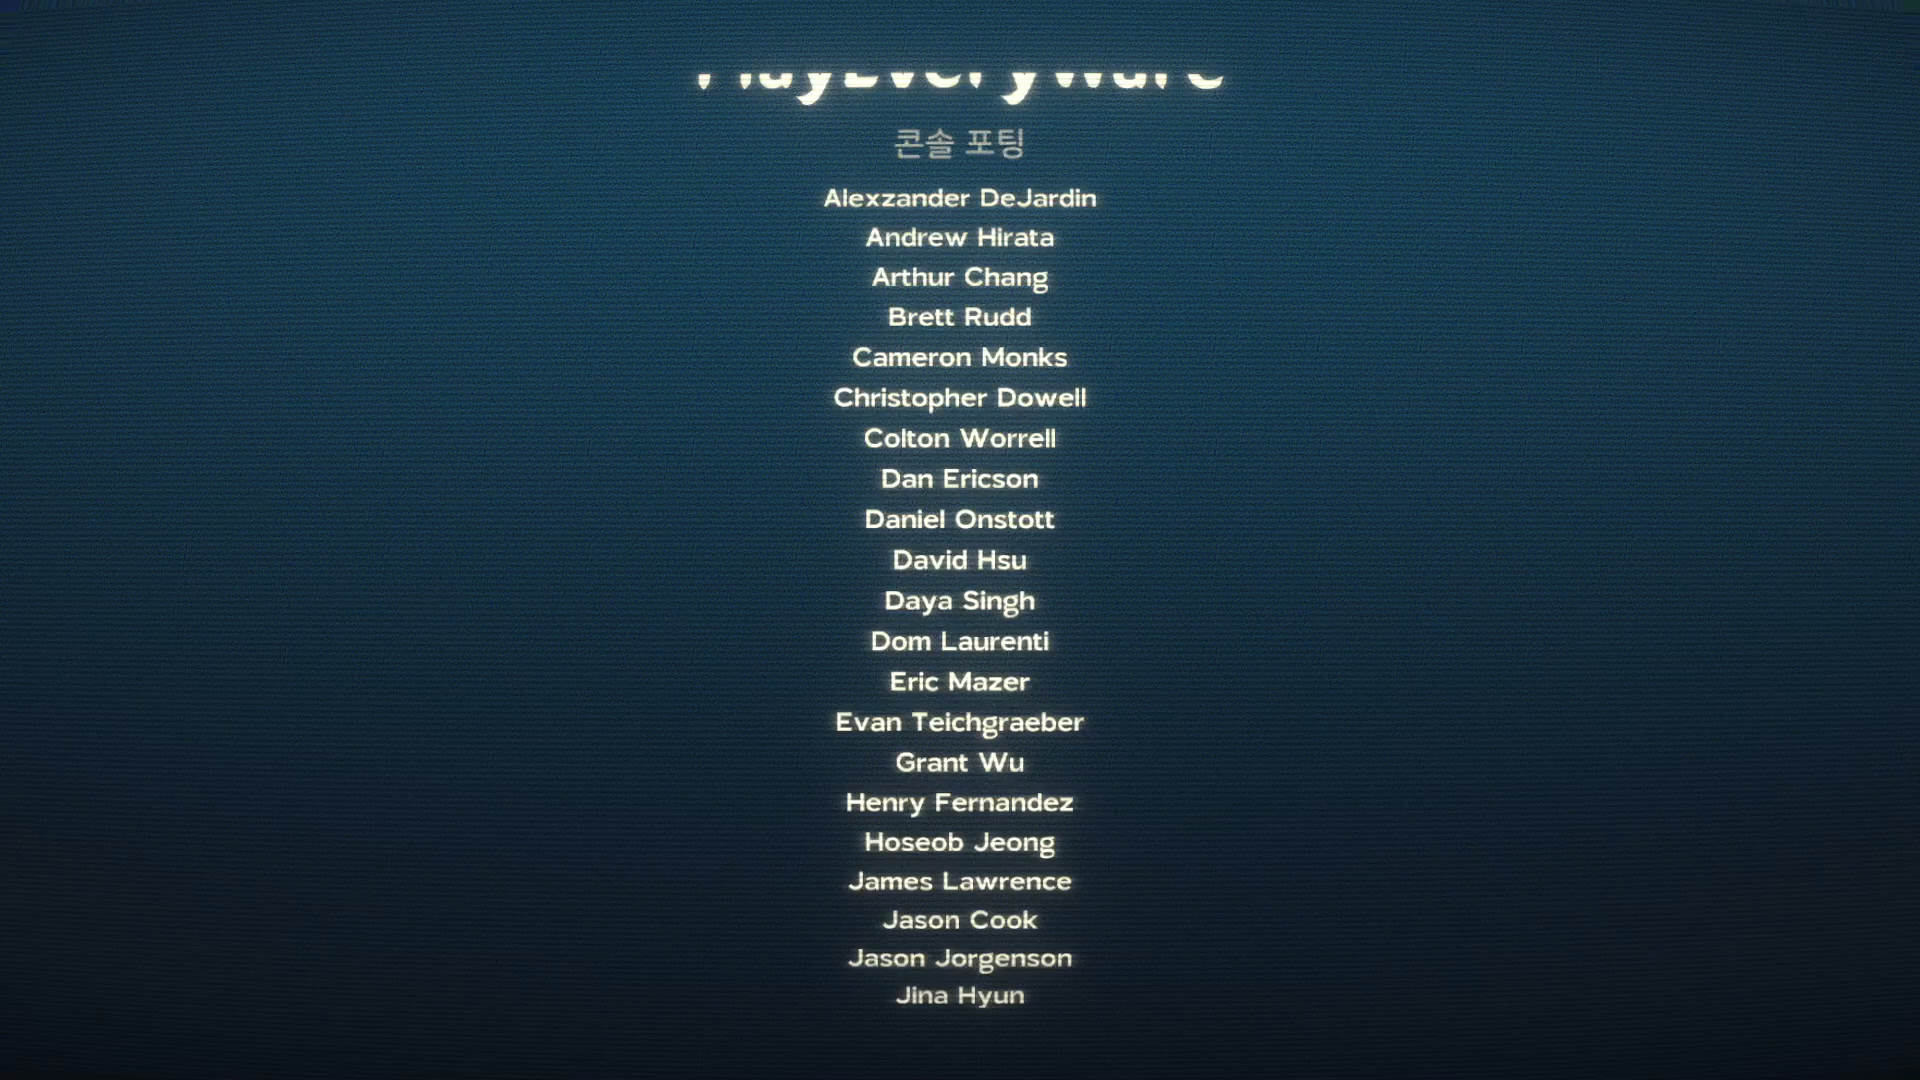 PlayEveryWare
콘솔 포팅
Alexzander DeJardin
Andrew Hirata
Arthur Chang
Brett Rudd
Cameron Monks
Christopher Dowell
Colton Worrell
Dan Ericson
Daniel Onstott
David Hsu
Daya Singh
Dom Laurenti
Eric Mazer
Evan Teichgraeber
Grant Wu
Henry Fernandez
Hoseob Jeong
James Lawrence
Jason Cook
Jason Jorgenson
Jina Hyun